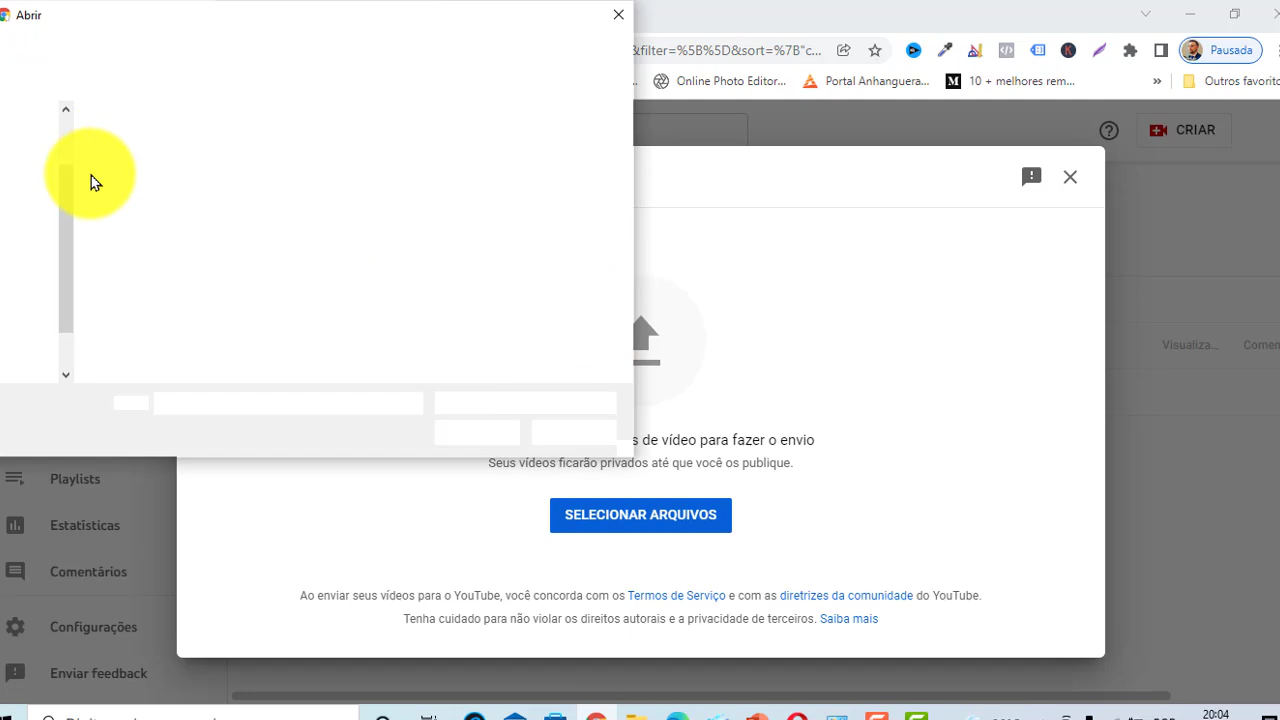 Abrir
&filter=%5B%5D&sort=%7B"c...
Pausada
Online Photo Editor...
Portal Anhanguera...
M
10 + melhores rem...
»
Outros favorito
CRIAR
Visualiza...
Comen
s de vídeo para fazer o envio
Seus vídeos ficarão privados até que você os publique.
SELECIONAR ARQUIVOS
Ao enviar seus vídeos para o YouTube, você concorda com os Termos de Serviço e com as diretrizes da comunidade do YouTube.
Tenha cuidado para não violar os direitos autorais e a privacidade de terceiros. Saiba mais
Playlists
Estatísticas
Comentários
Configurações
Enviar feedback
20:04